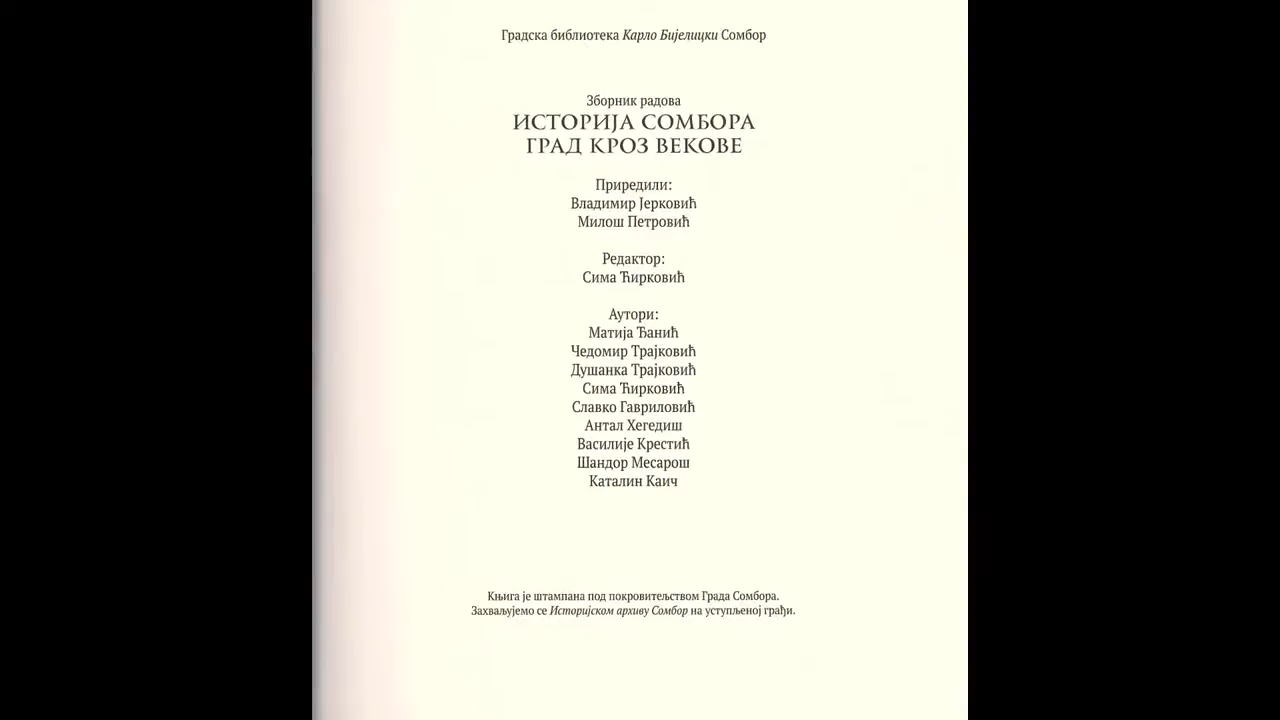 Градска библиотека Карло Бијелицки Сомбор
Зборник радова
ИСТОРИЈА СОМБОРА
ГРАД КРОЗ ВЕКОВЕ
Приредили:
Владимир Јерковић
Милош Петровић
Редактор:
Сима Ћирковић
Аутори:
Матија Ђанић
Чедомир Трајковић
Душанка Трајковић
Сима Ћирковић
Славко Гавриловић
Антал Хегедиш
Василије Крестић
Шандор Месарош
Каталин Каич
Књига је штампана под покровитељством Града Сомбора.
Захваљујемо се Историјском архиву Сомбор на уступљеној грађи.